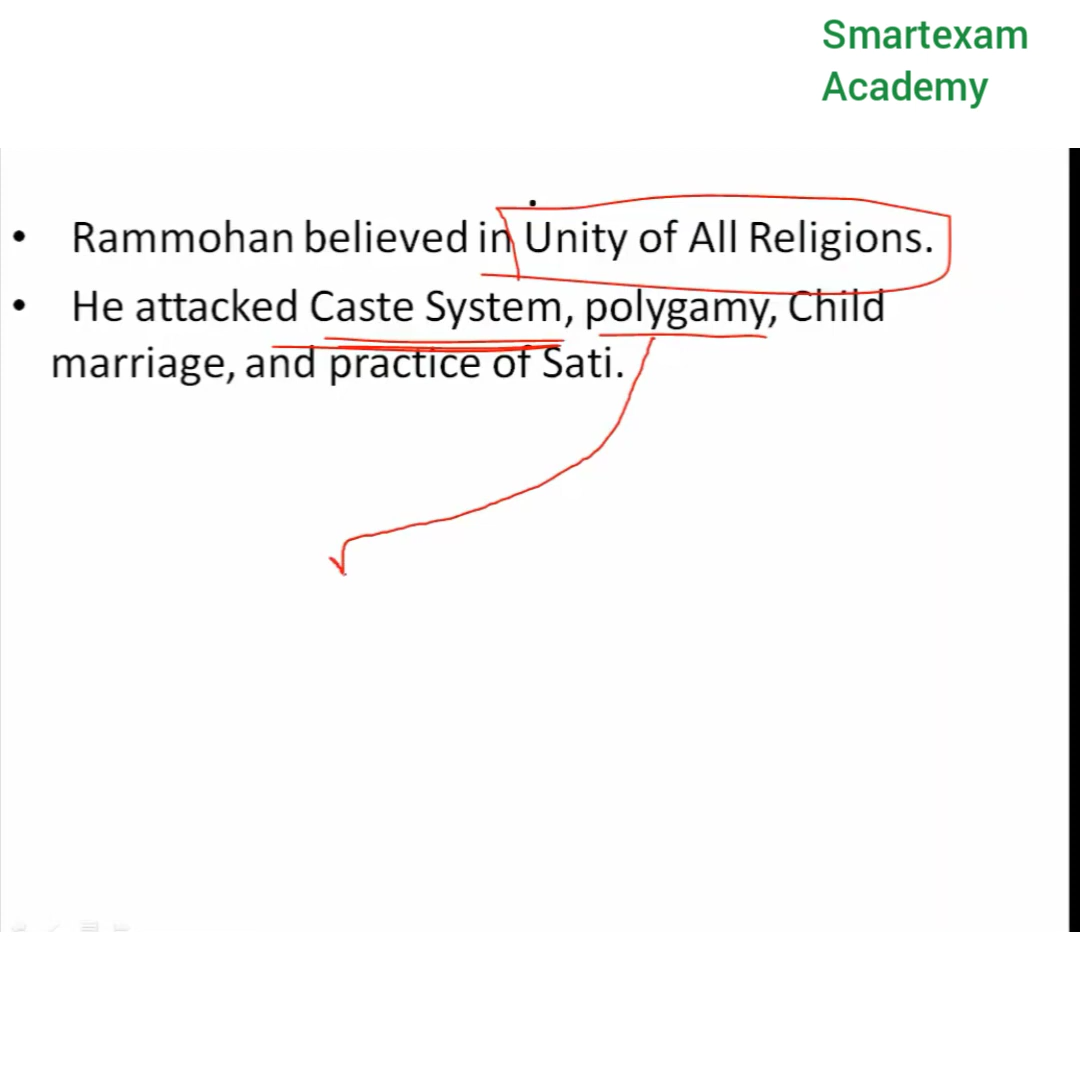 Smartexam
Academy
• Rammohan believed in Unity of All Religions.
• He attacked Caste System, polygamy, Child
marriage, and practice of Sati.